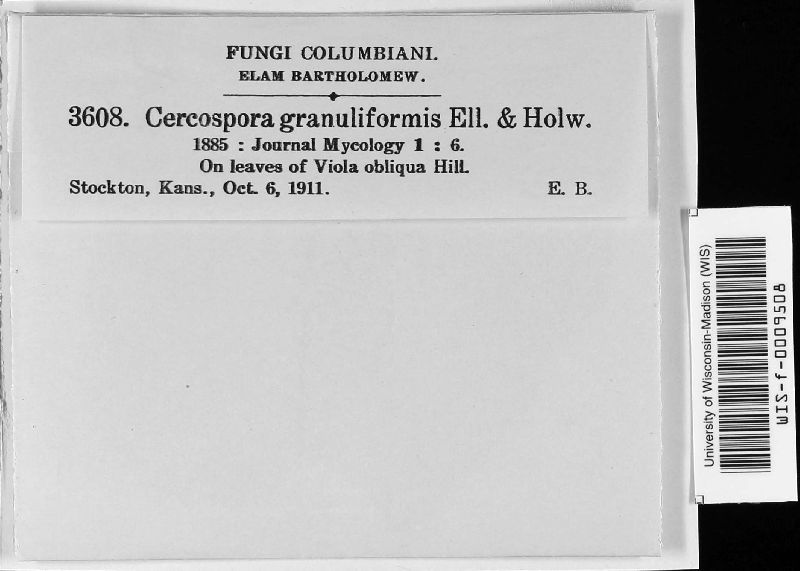 FUNGI COLUMBIANI.
ELAM BARTHOLOMEW.
3608. Cercospora granuliformis Ell. & Holw.
1885 : Journal Mycology 1 : 6.
On leaves of Viola obliqua Hill.
Stockton, Kans., Oct. 6, 1911. E. B.
University of Wisconsin-Madison (WIS)
WIS-f-0009508